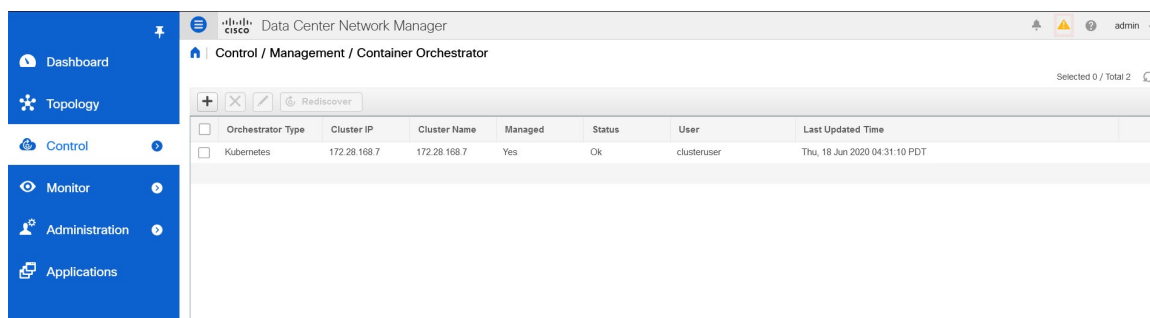 CISCO Data Center Network Manager
admin
Control / Management / Container Orchestrator
Selected 0 / Total 2
Dashboard
Topology
Control
Monitor
Administration
Applications
Rediscover
Orchestrator Type Cluster IP Cluster Name Managed Status User Last Updated Time
Kubernetes 172.28.168.7 172.28.168.7 Yes Ok clusteruser Thu, 18 Jun 2020 04:31:10 PDT